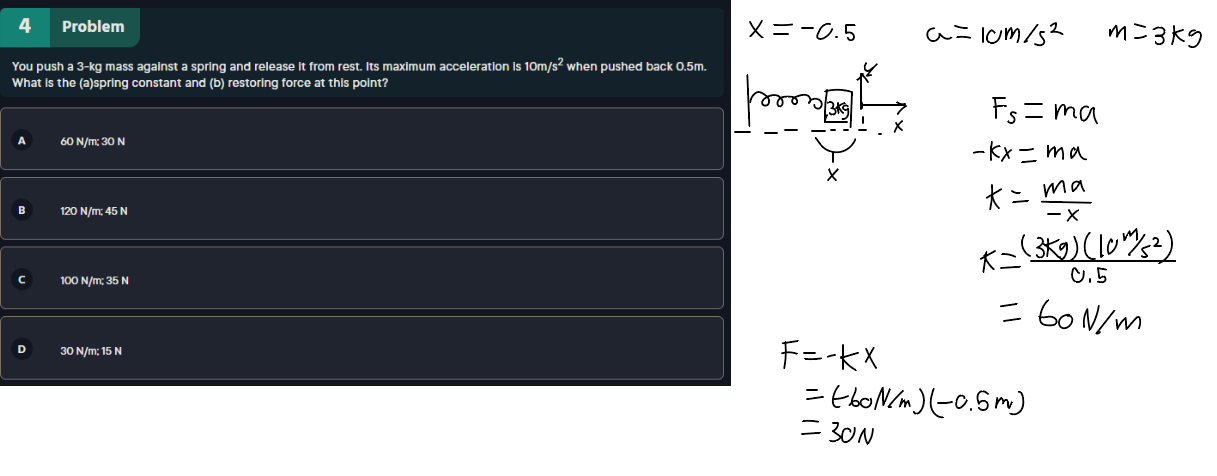 4 Problem
You push a 3-kg mass against a spring and release it from rest. Its maximum acceleration is 10m/s² when pushed back 0.5m.
What is the (a)spring constant and (b) restoring force at this point?
A 60 N/m; 30 N
B 120 N/m; 45 N
C 100 N/m; 35 N
D 30 N/m; 15 N
x = -0.5 a = 10m/s² m = 3kg
y
3kg
x
x
Fs = ma
-kx = ma
k = ma/-x
k = (3kg)(10 m/s²)/0.5
= 60 N/m
F = -kx
= (-60N/m)(-0.5m)
= 30N